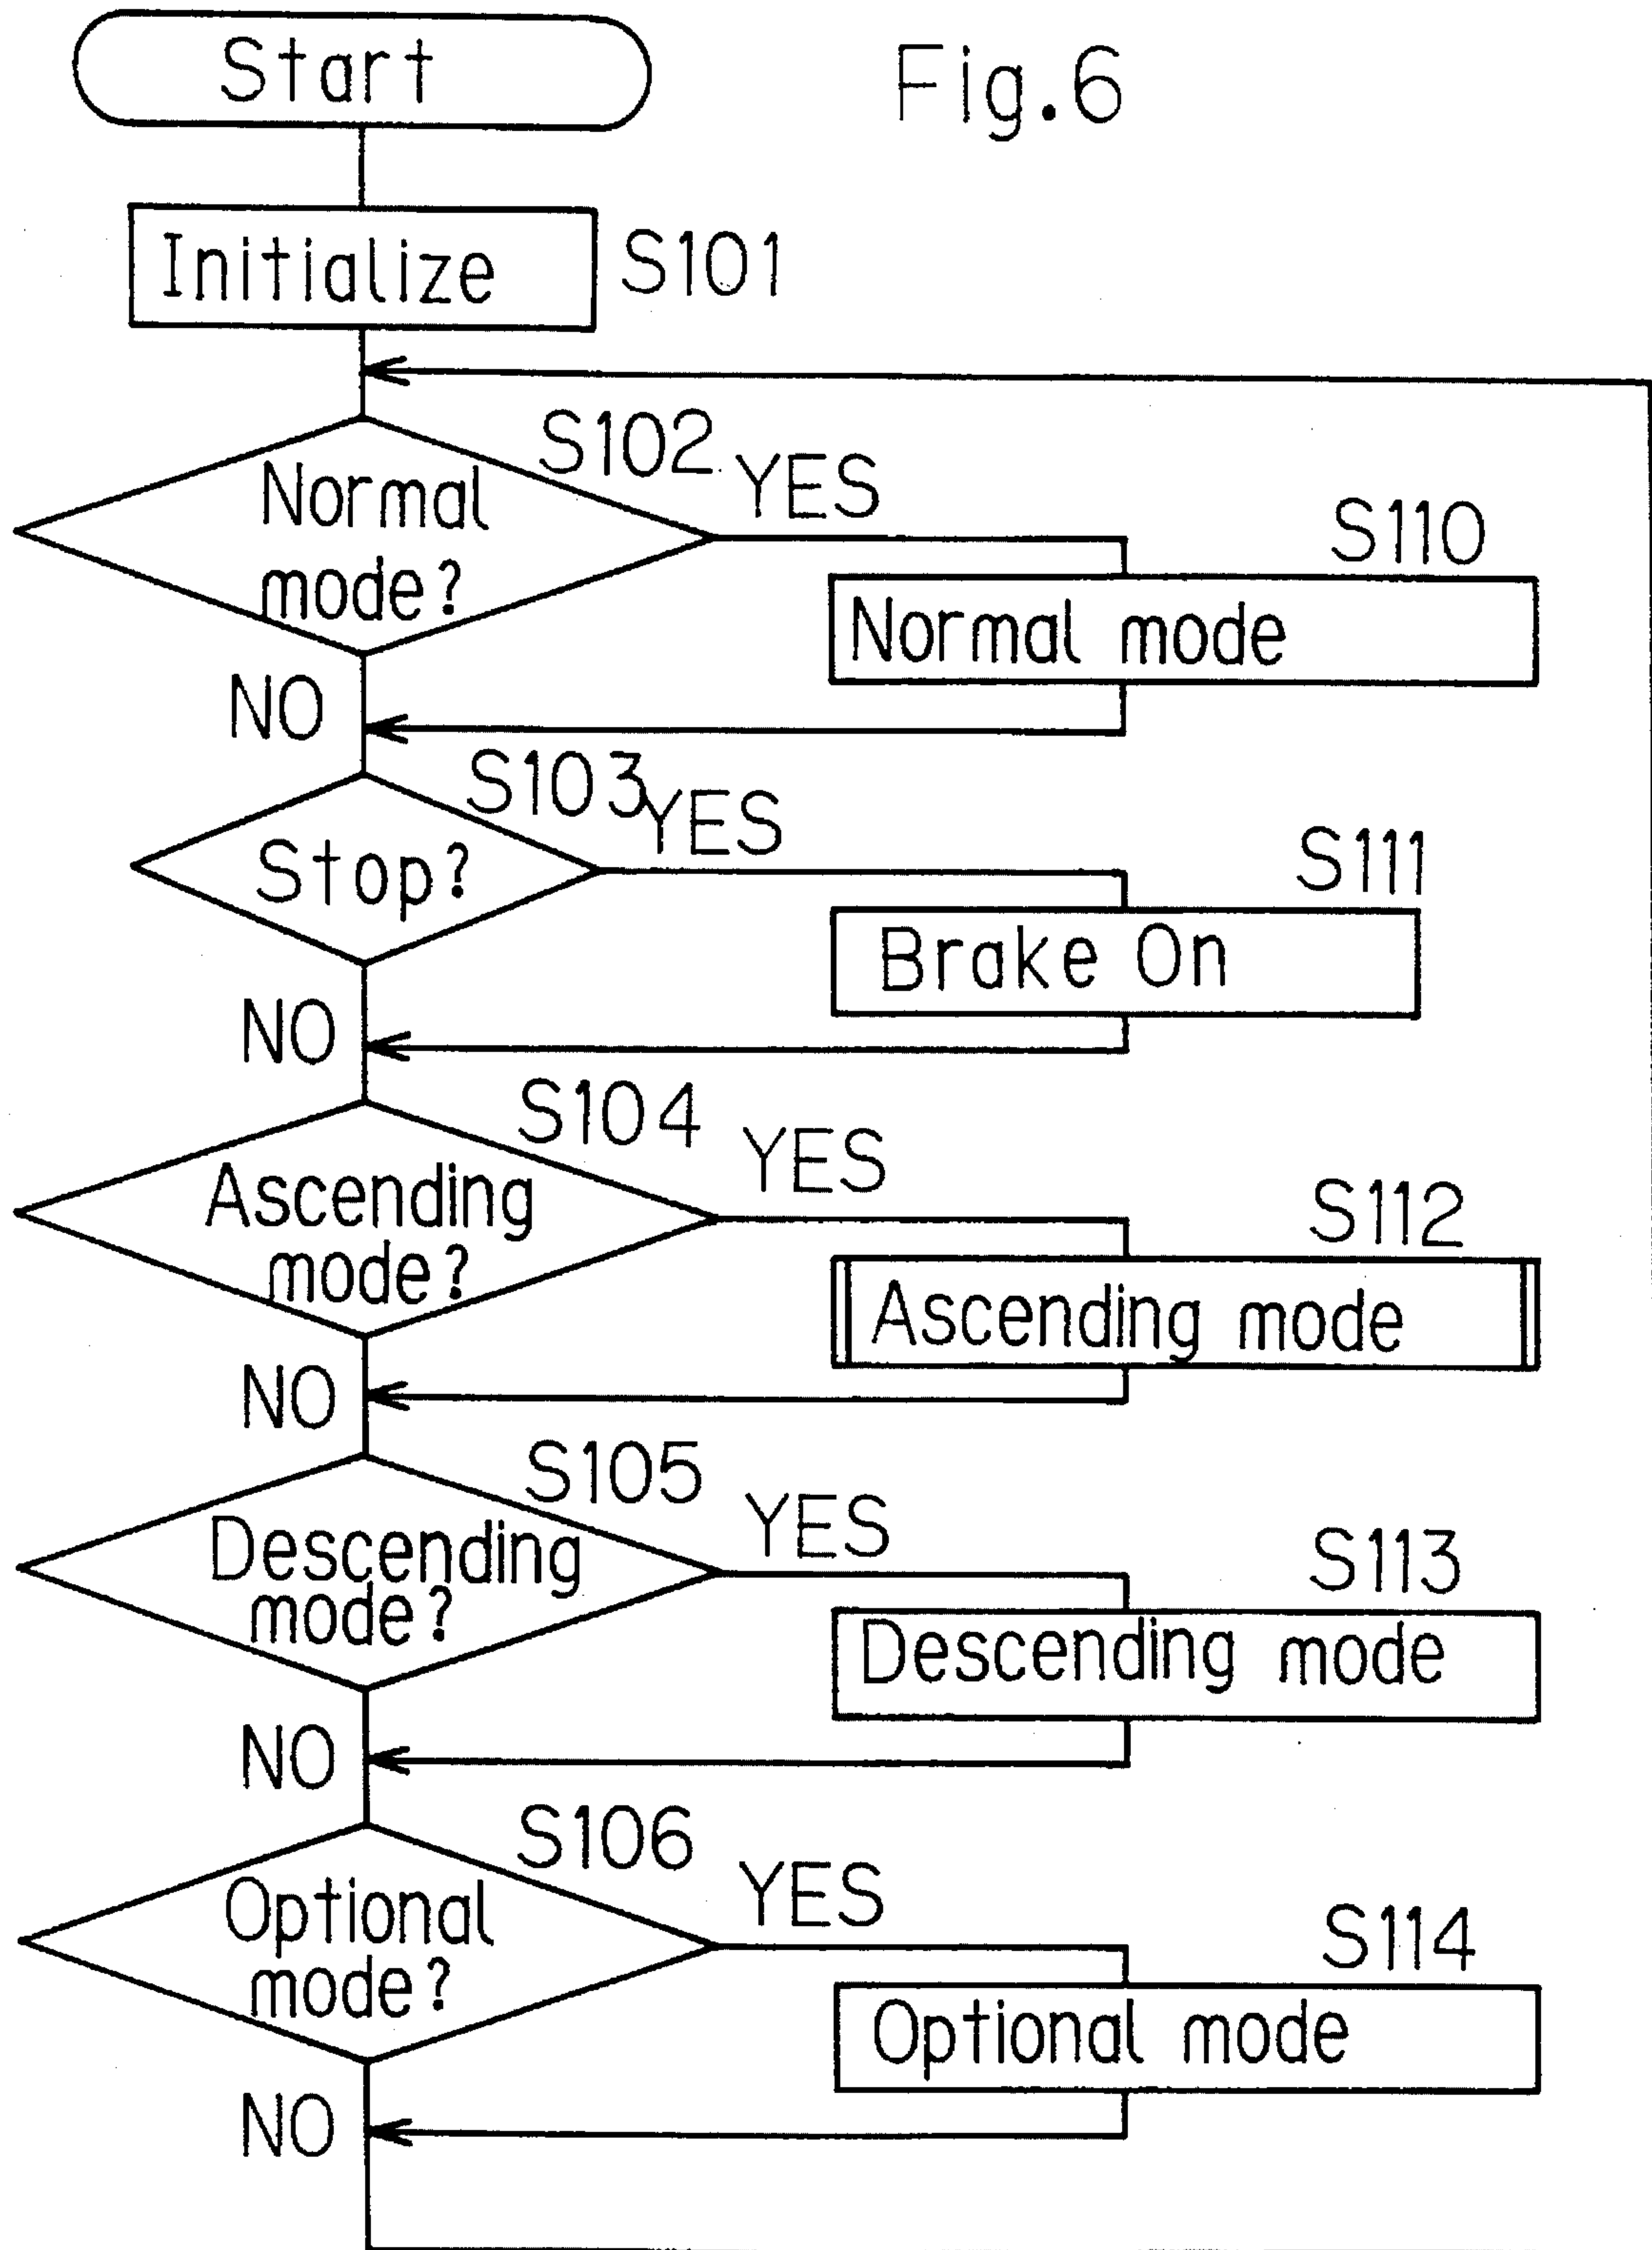 Start
Fig.6
Initialize
S101
S102
YES
Normal
mode?
S110
Normal mode
NO
S103
YES
Stop?
S111
Brake On
NO
S104
YES
Ascending
mode?
S112
Ascending mode
NO
S105
YES
Descending
mode?
S113
Descending mode
NO
S106
YES
Optional
mode?
S114
Optional mode
NO